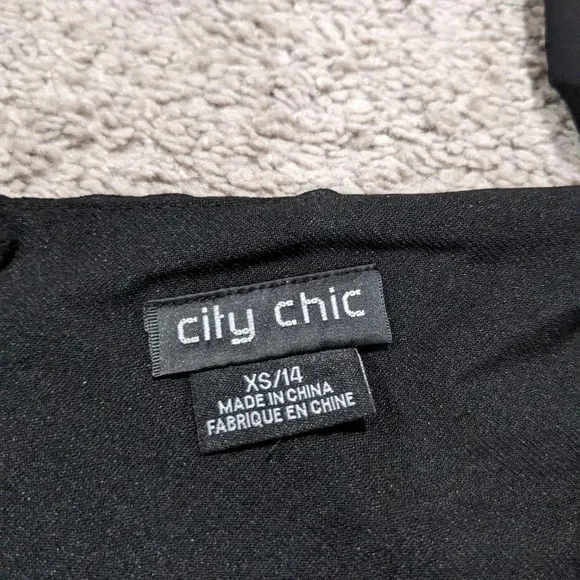 city chic
XS/14
MADE IN CHINA
FABRIQUE EN CHINE